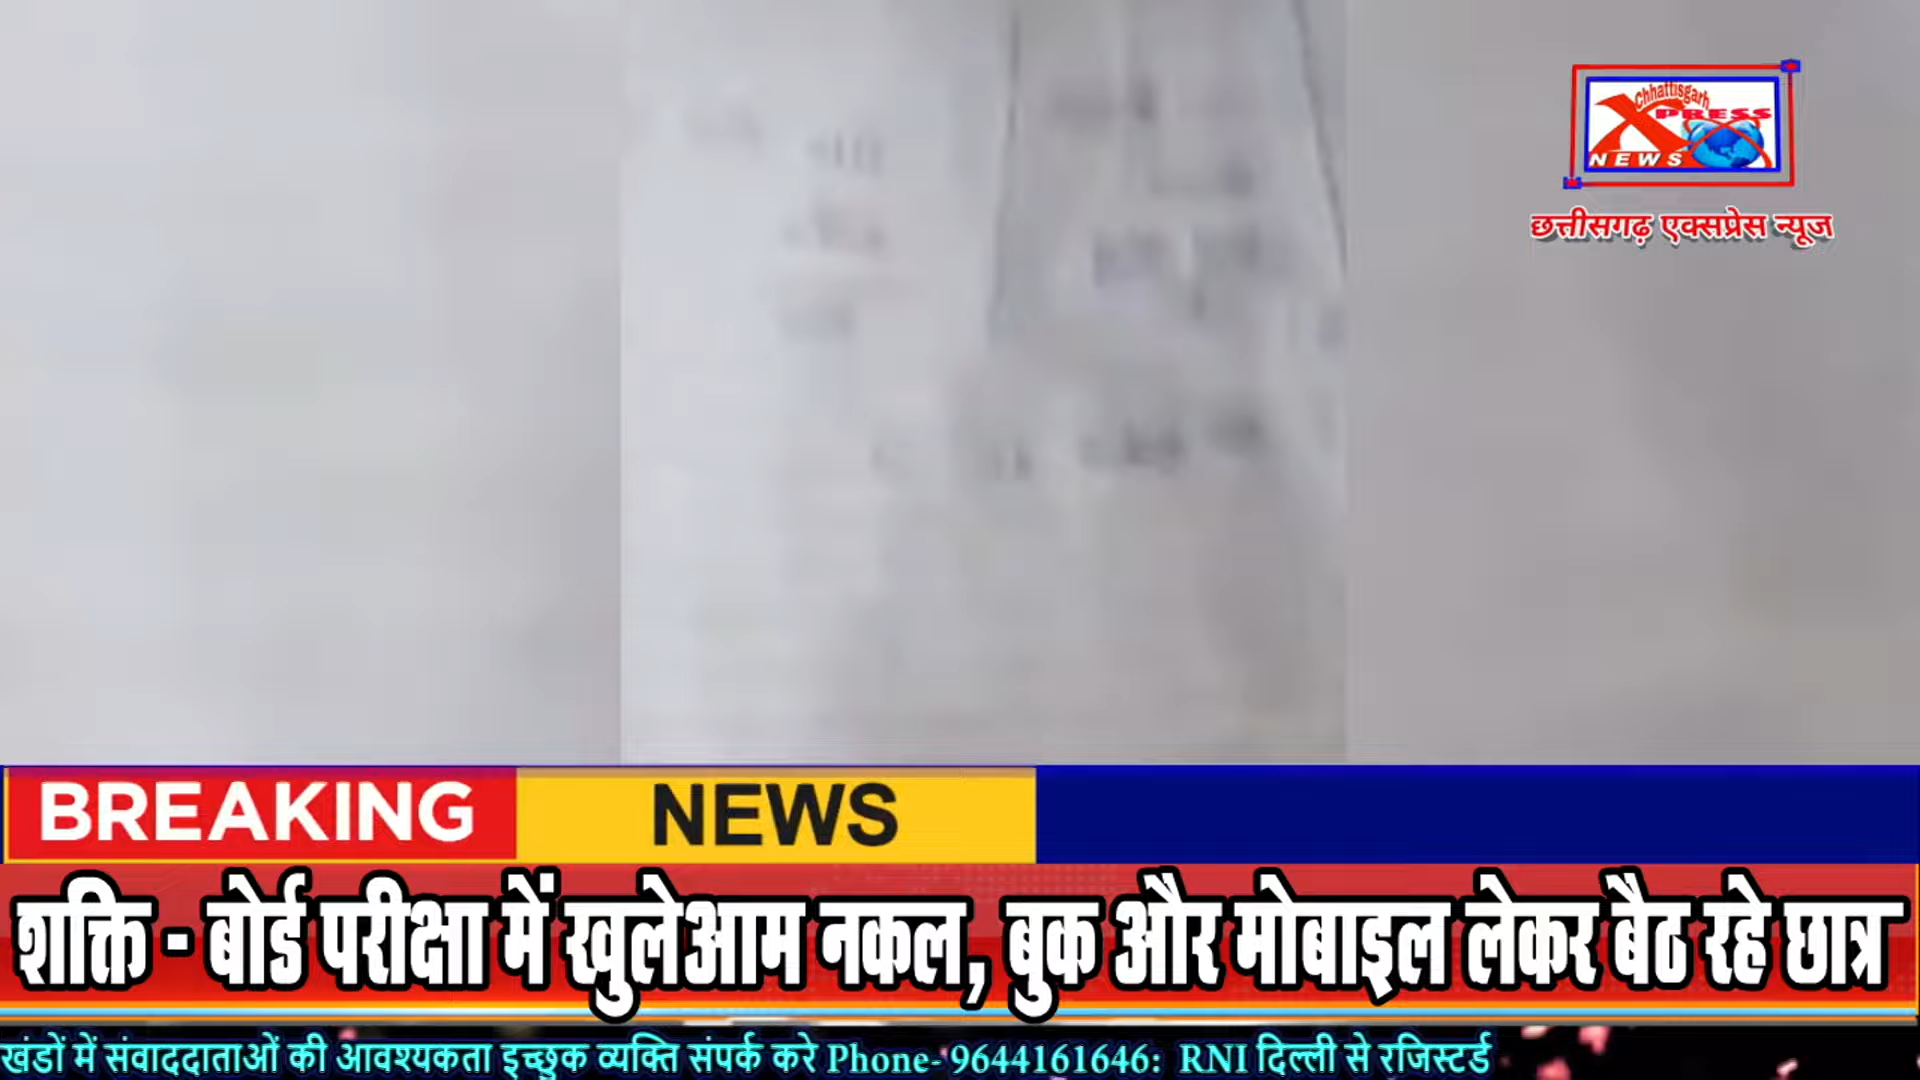 Chhattisgarh
XPRESS
NEWS
छत्तीसगढ़ एक्सप्रेस न्यूज
BREAKING NEWS
शक्ति - बोर्ड परीक्षा में खुलेआम नकल, बुक और मोबाइल लेकर बैठ रहे छात्र
खंडों में संवाददाताओं की आवश्यकता इच्छुक व्यक्ति संपर्क करे Phone- 9644161646: RNI दिल्ली से रजिस्टर्ड